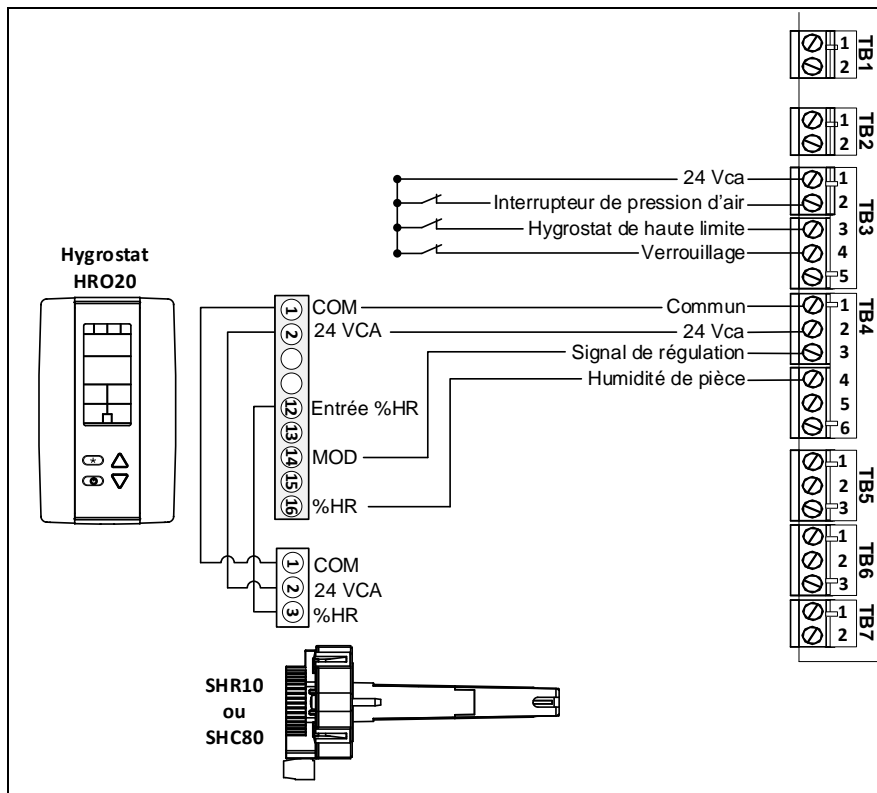 1
2
TB1
1
2
TB2
24 Vca
Interrupteur de pression d'air
Hygrostat de haute limite
Verrouillage
1
2
3
4
5
TB3
Hygrostat
HRO20
1
COM
2
24 VCA
12
Entrée %HR
13
14
MOD
15
16
%HR
Commun
24 Vca
Signal de régulation
Humidité de pièce
1
2
3
4
5
6
TB4
1
2
3
TB5
1
COM
2
24 VCA
3
%HR
1
2
3
TB6
1
2
TB7
SHR10
ou
SHC80